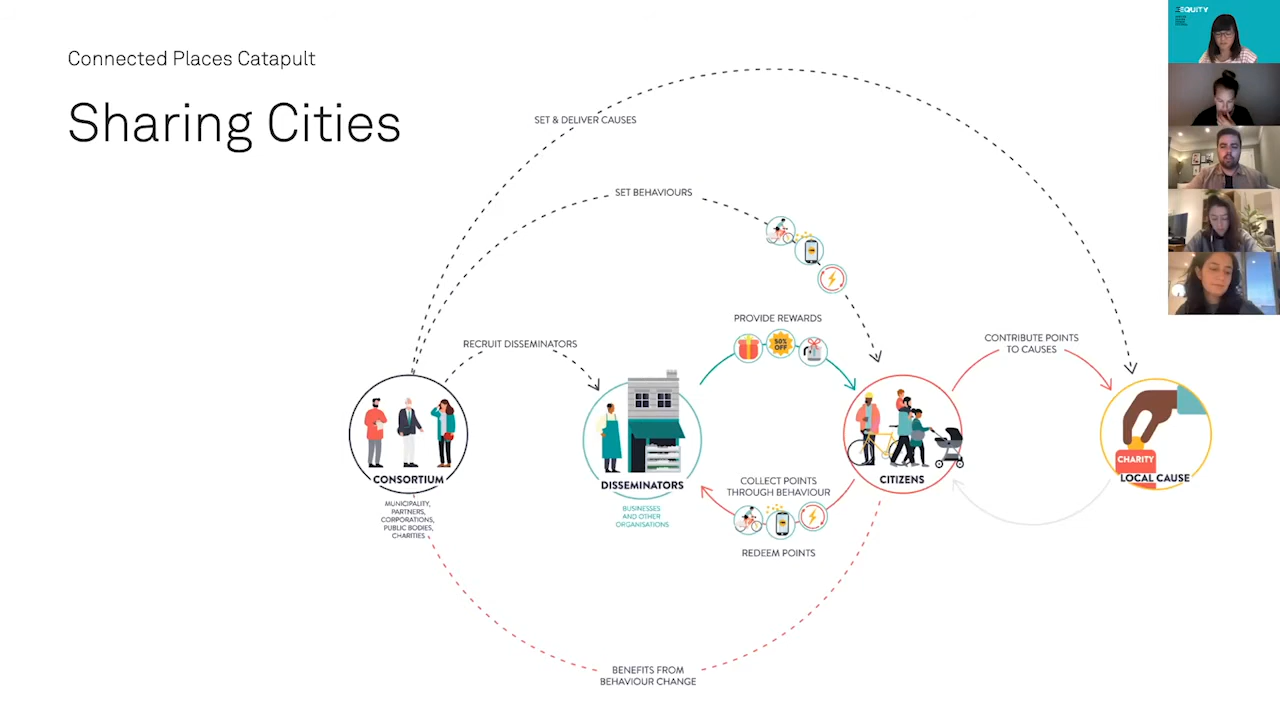 Connected Places Catapult
Sharing Cities
SET & DELIVER CAUSES
SET BEHAVIOURS
RECRUIT DISSEMINATORS
PROVIDE REWARDS
50%
OFF
CONTRIBUTE POINTS
TO CAUSES
CONSORTIUM
MUNICIPALITY,
PARTNERS,
CORPORATIONS,
PUBLIC BODIES,
CHARITIES
DISSEMINATORS
BUSINESSES
AND OTHER
ORGANISATIONS
COLLECT POINTS
THROUGH BEHAVIOUR
REDEEM POINTS
CITIZENS
CHARITY
LOCAL CAUSE
BENEFITS FROM
BEHAVIOUR CHANGE
EQUITY